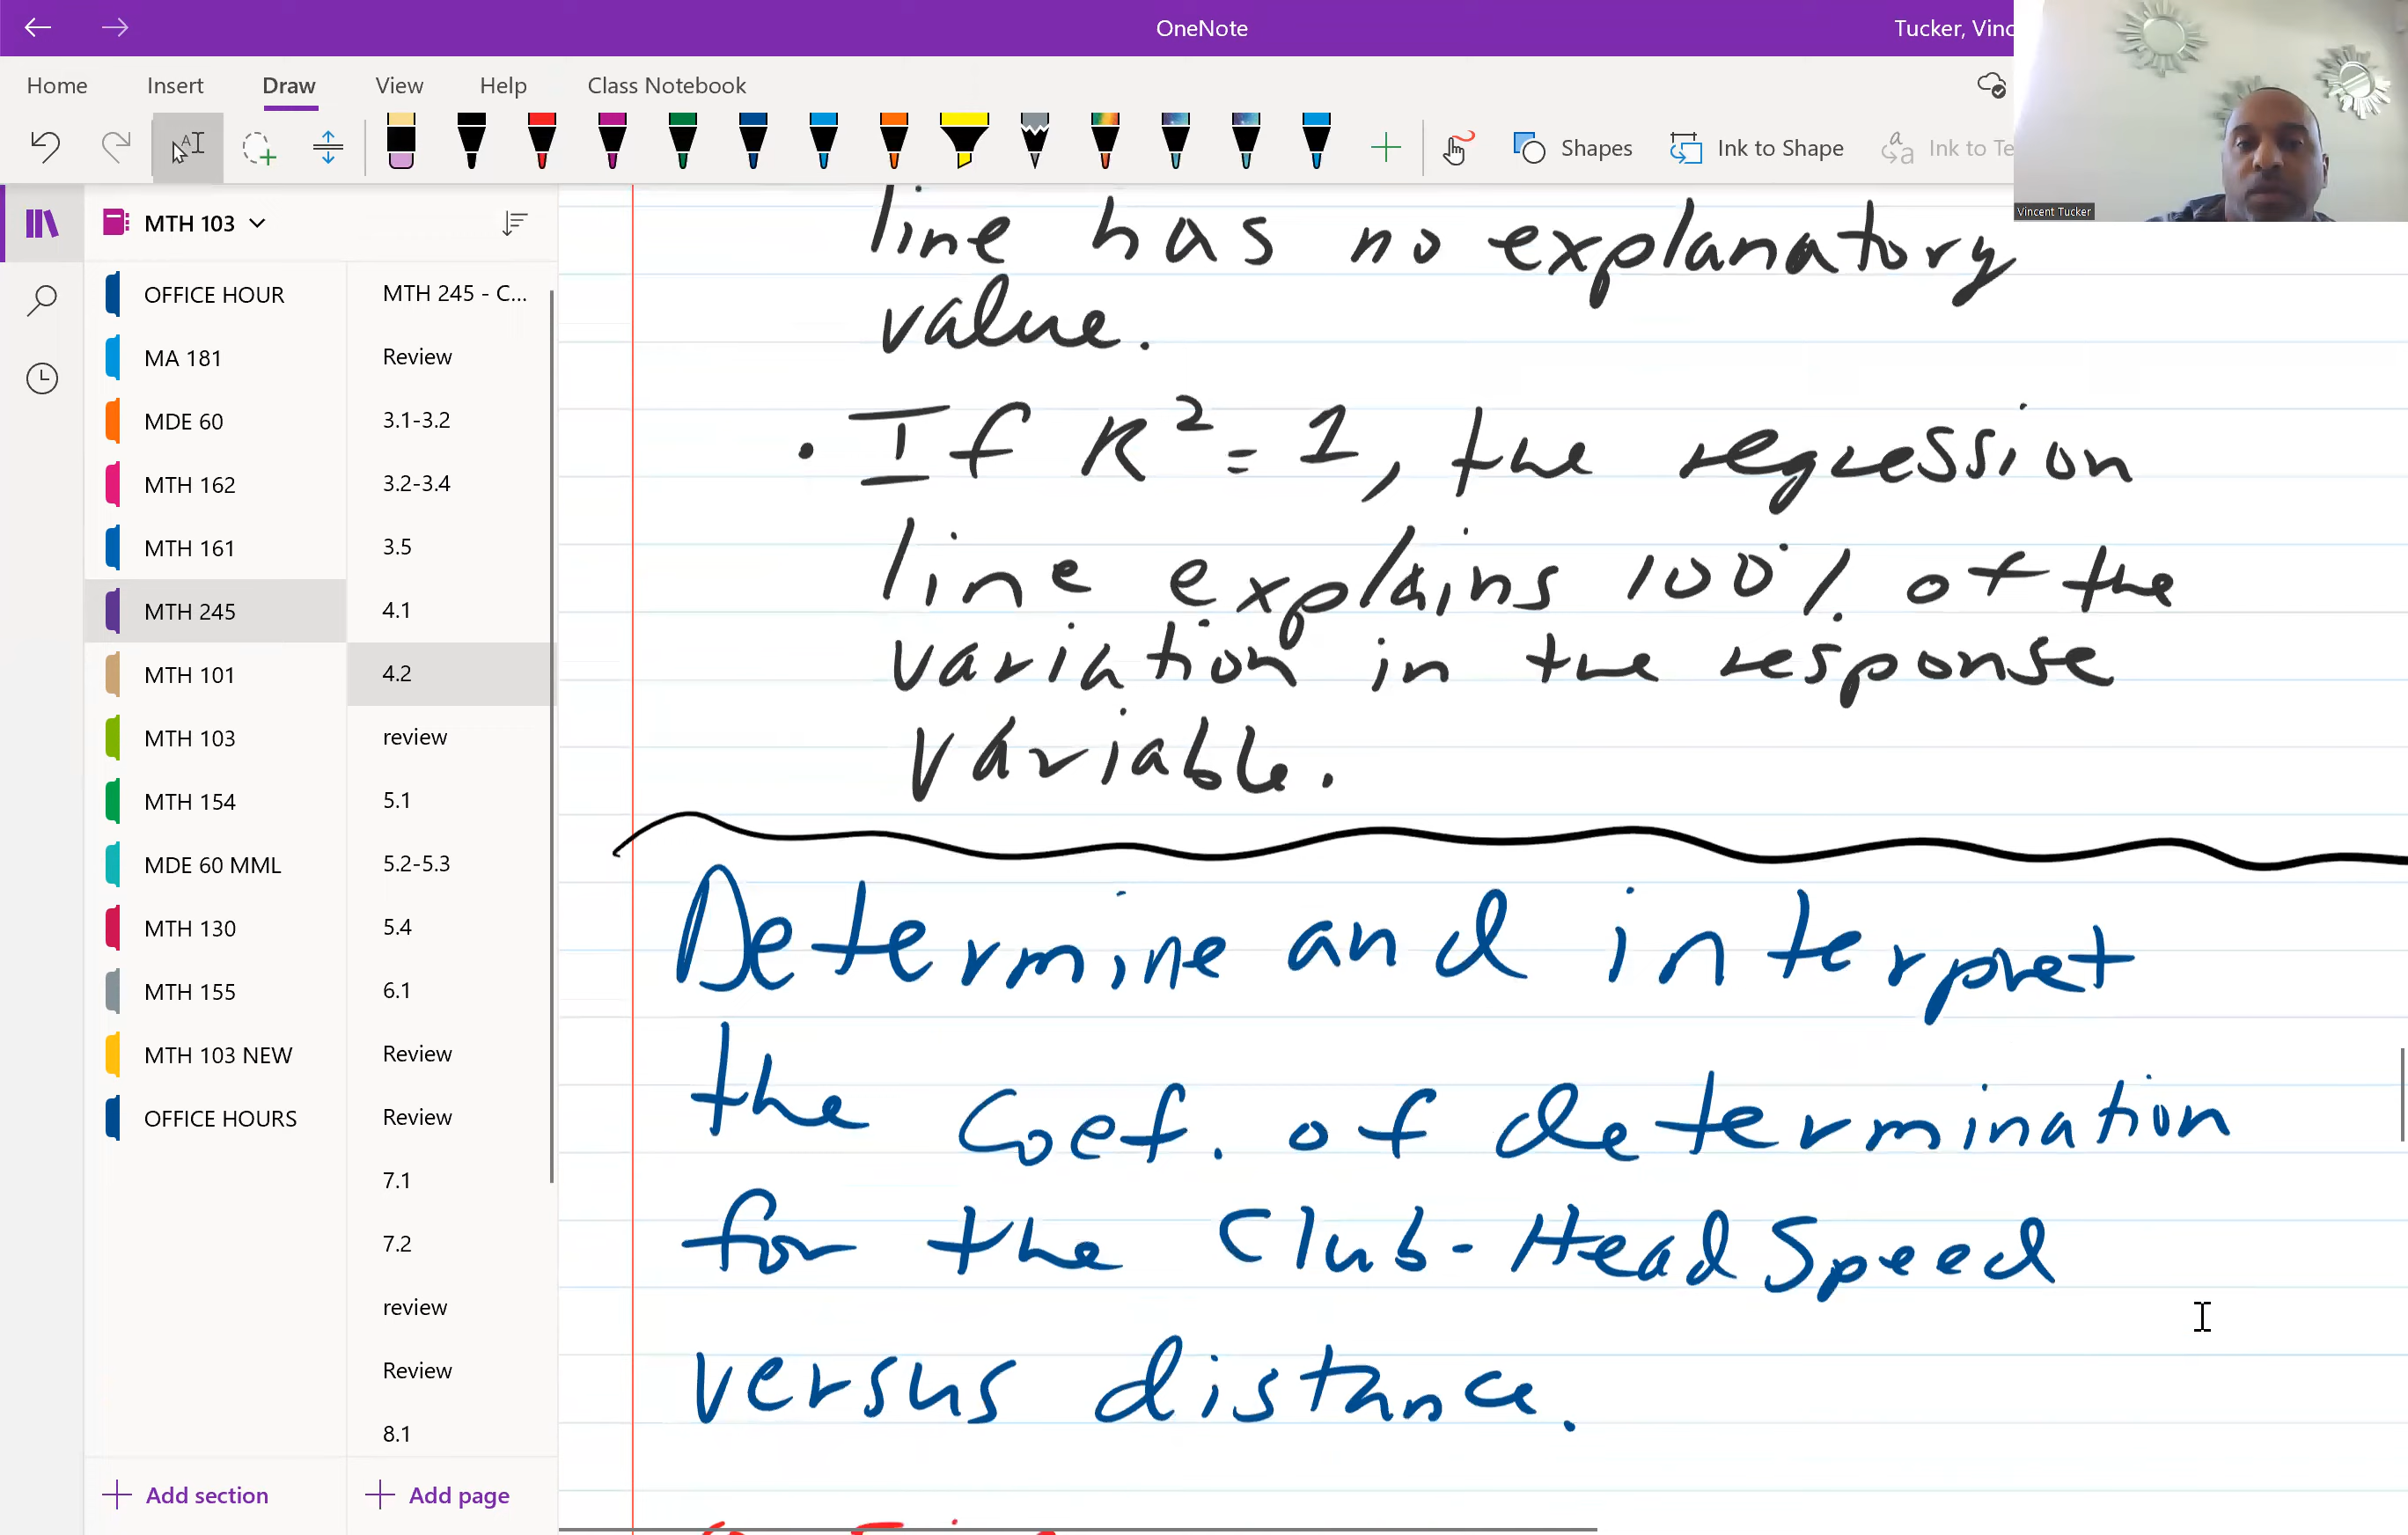 OneNote
Tucker, Vinc
Home
Insert
Draw
View
Help
Class Notebook
Shapes
Ink to Shape
Ink to Te
Vincent Tucker
MTH 103
OFFICE HOUR
MA 181
MDE 60
MTH 162
MTH 161
MTH 245
MTH 101
MTH 103
MTH 154
MDE 60 MML
MTH 130
MTH 155
MTH 103 NEW
OFFICE HOURS
Add section
MTH 245 - C...
Review
3.1-3.2
3.2-3.4
3.5
4.1
4.2
review
5.1
5.2-5.3
5.4
6.1
Review
Review
7.1
7.2
review
Review
8.1
Add page
line has no explanatory
value.
• If R² = 1, the regression
line explains 100% of the
variation in the response
variable.
Determine and interpret
the Coef. of determination
for the Club-Head Speed
versus distance.